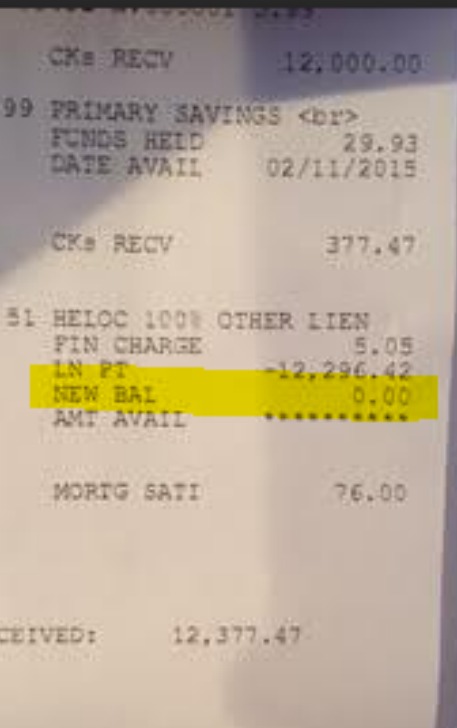 CKs RECV 12,000.00
99 PRIMARY SAVINGS <br>
FUNDS HELD 29.93
DATE AVAIL 02/11/2015
CKs RECV 377.47
51 HELOC 100% OTHER LIEN
FIN CHARGE 5.05
LN PT -12,296.42
NEW BAL 0.00
AMT AVAIL **********
MORTG SATI 76.00
CEIVED: 12,377.47